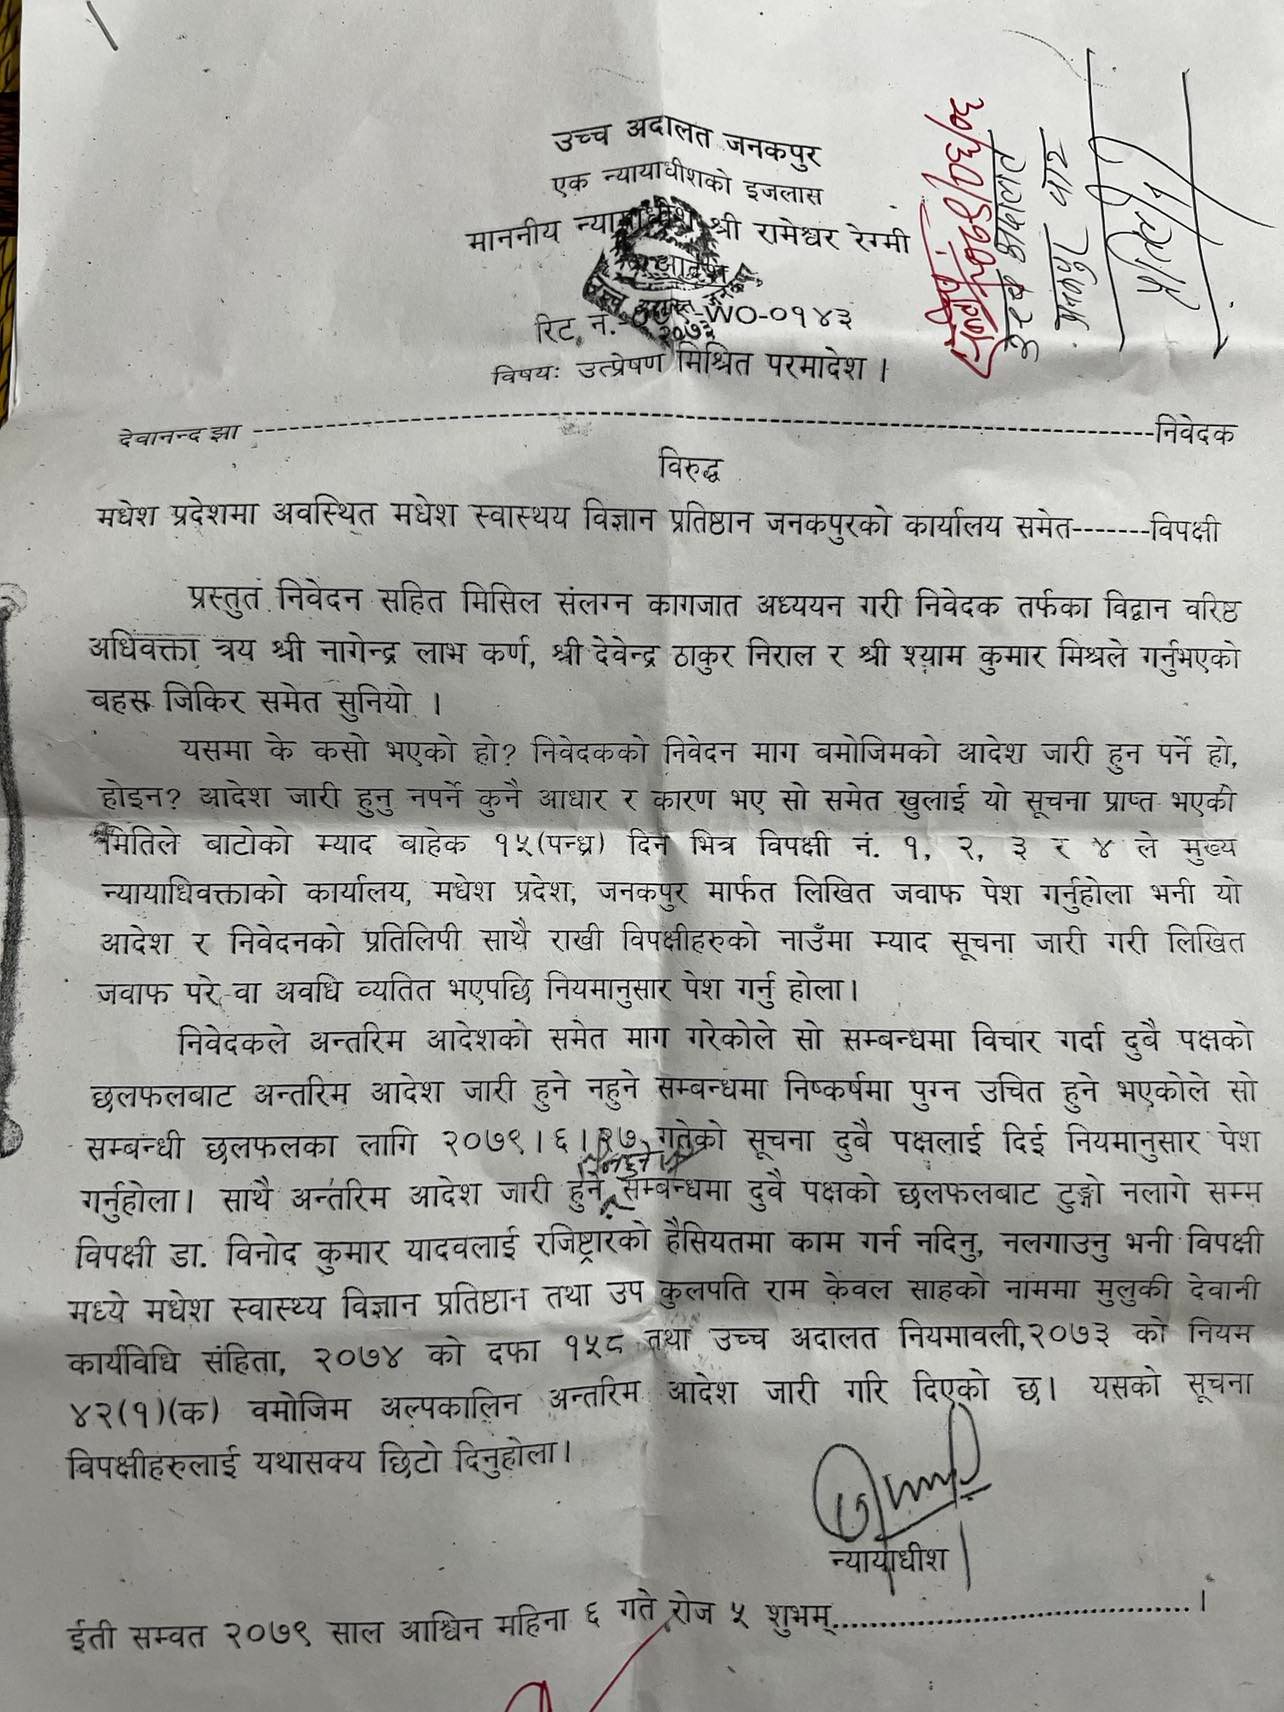 उच्च अदालत जनकपुर
एक न्यायाधीशको इजलास
माननीय न्यायाधीश श्री रामेश्वर रेग्मी
आदेश
रिट. नं.-WO-०१४३
विषयः उत्प्रेषण मिश्रित परमादेश ।
देवानन्द झा ------------------------------------------------------------निवेदक
विरुद्ध
मधेश प्रदेशमा अवस्थित मधेश स्वास्थय विज्ञान प्रतिष्ठान जनकपुरको कार्यालय समेत-------विपक्षी
प्रस्तुत निवेदन सहित मिसिल संलग्न कागजात अध्ययन गरी निवेदक तर्फका विद्वान वरिष्ठ
अधिवक्ता त्रय श्री नागेन्द्र लाभ कर्ण, श्री देवेन्द्र ठाकुर निराल र श्री श्याम कुमार मिश्रले गर्नुभएको
बहस जिकिर समेत सुनियो ।
यसमा के कसो भएको हो? निवेदकको निवेदन माग बमोजिमको आदेश जारी हुन पर्ने हो,
होइन? आदेश जारी हुनु नपर्ने कुनै आधार र कारण भए सो समेत खुलाई यो सूचना प्राप्त भएको
मितिले बाटोको म्याद बाहेक १५(पन्ध्र) दिन भित्र विपक्षी नं. १, २, ३ र ४ ले मुख्य
न्यायाधिवक्ताको कार्यालय, मधेश प्रदेश, जनकपुर मार्फत लिखित जवाफ पेश गर्नुहोला भनी यो
आदेश र निवेदनको प्रतिलिपी साथै राखी विपक्षीहरुको नाउँमा म्याद सूचना जारी गरी लिखित
जवाफ परे वा अवधि व्यतित भएपछि नियमानुसार पेश गर्नु होला।
निवेदकले अन्तरिम आदेशको समेत माग गरेकोले सो सम्बन्धमा विचार गर्दा दुबै पक्षको
छलफलबाट अन्तरिम आदेश जारी हुने नहुने सम्बन्धमा निष्कर्षमा पुग्न उचित हुने भएकोले सो
सम्बन्धी छलफलका लागि २०७९।६।१७ गतेको सूचना दुबै पक्षलाई दिई नियमानुसार पेश
गर्नुहोला। साथै अन्तरिम आदेश जारी हुने सम्बन्धमा दुवै पक्षको छलफलबाट टुङ्गो नलागे सम्म
विपक्षी डा. विनोद कुमार यादवलाई रजिष्ट्रारको हैसियतमा काम गर्न नदिनु, नलगाउनु भनी विपक्षी
मध्ये मधेश स्वास्थ्य विज्ञान प्रतिष्ठान तथा उप कुलपति राम केवल साहको नाममा मुलुकी देवानी
कार्यविधि संहिता, २०७४ को दफा १५८ तथा उच्च अदालत नियमावली,२०७३ को नियम
४२(१)(क) वमोजिम अल्पकालिन अन्तरिम आदेश जारी गरि दिएको छ। यसको सूचना
विपक्षीहरुलाई यथासक्य छिटो दिनुहोला।
न्यायाधीश
ईती सम्वत २०७९ साल आश्विन महिना ६ गते रोज ५ शुभम्...............................।
उच्च अदालत
जनकपुर